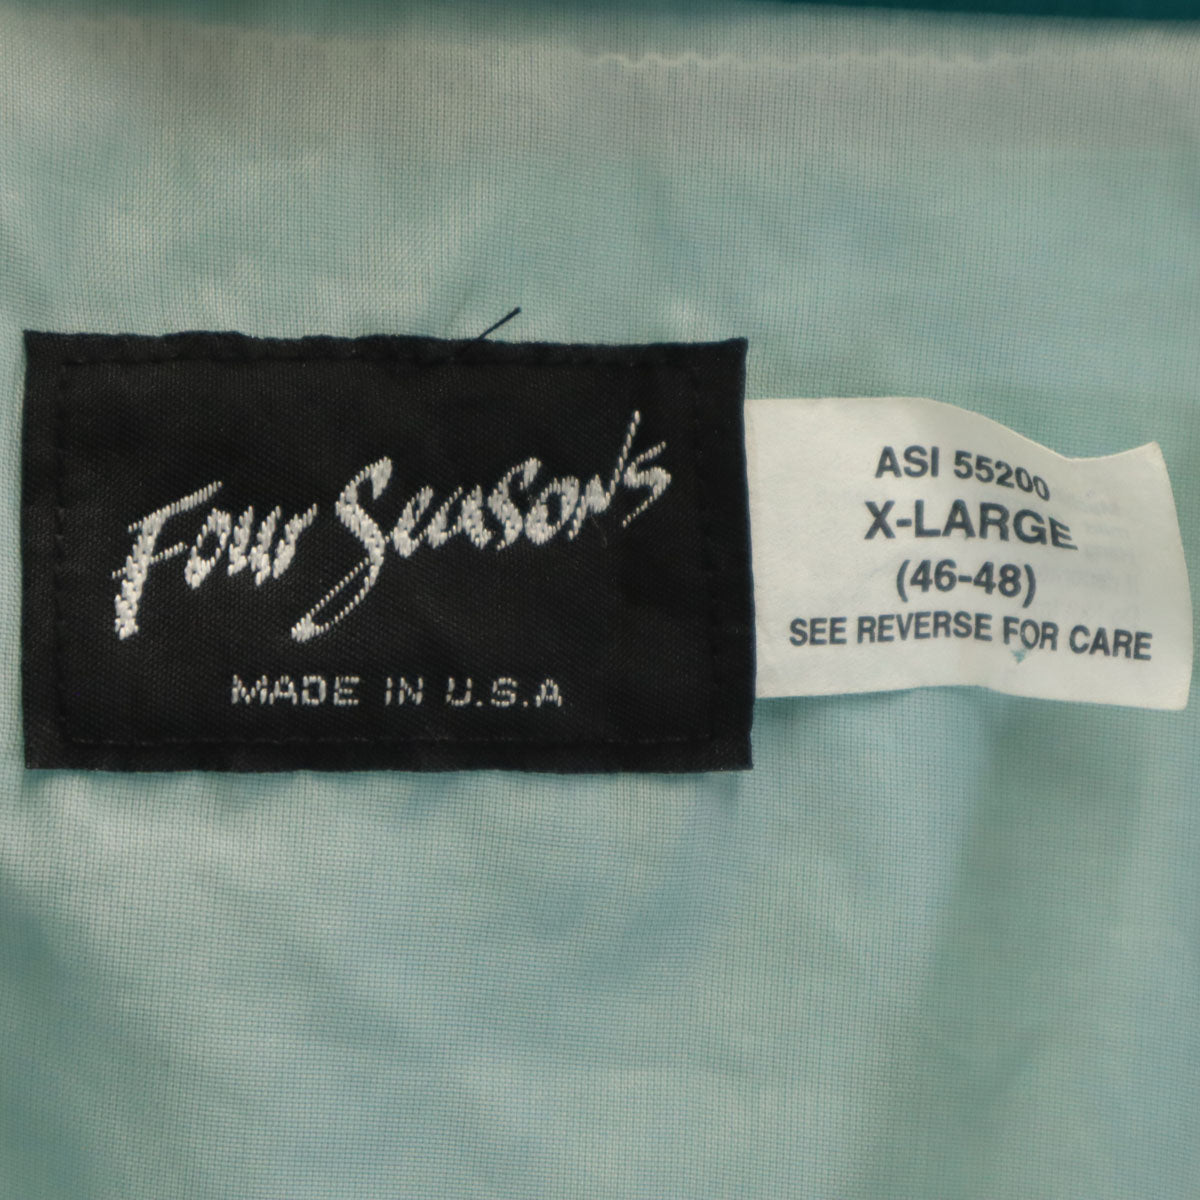 Four Seasons
MADE IN U.S.A
ASI 55200
X-LARGE
(46-48)
SEE REVERSE FOR CARE